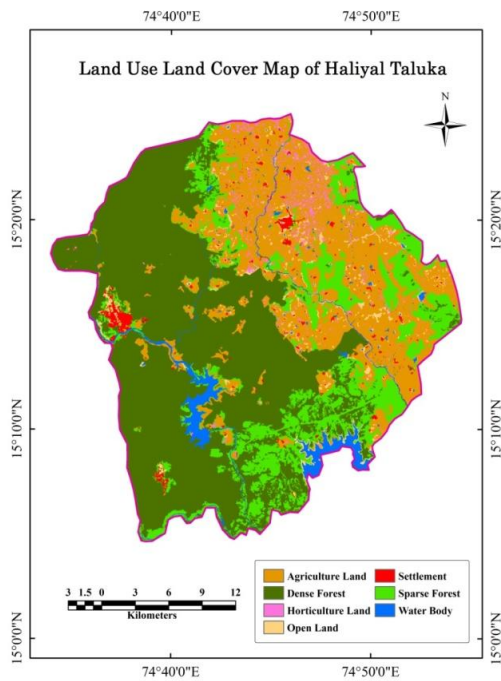 74°40'0"E 74°50'0"E
Land Use Land Cover Map of Haliyal Taluka
N
15°20'0"N 15°20'0"N
15°10'0"N 15°10'0"N
Agriculture Land Settlement
Dense Forest Sparse Forest
Horticulture Land Water Body
Open Land
3 1.5 0 3 6 9 12
Kilometers
15°0'0"N 15°0'0"N
74°40'0"E 74°50'0"E